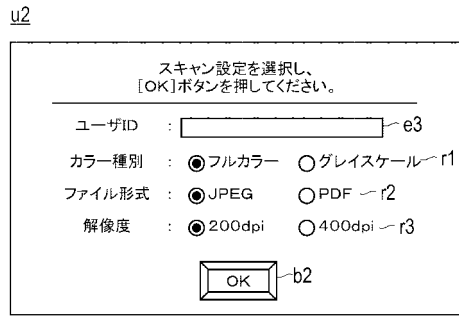 u2
スキャン設定を選択し、
[OK]ボタンを押してください。
ユーザID : e3
カラー種別 : フルカラー グレイスケール r1
ファイル形式 : JPEG PDF r2
解像度 : 200dpi 400dpi r3
OK b2